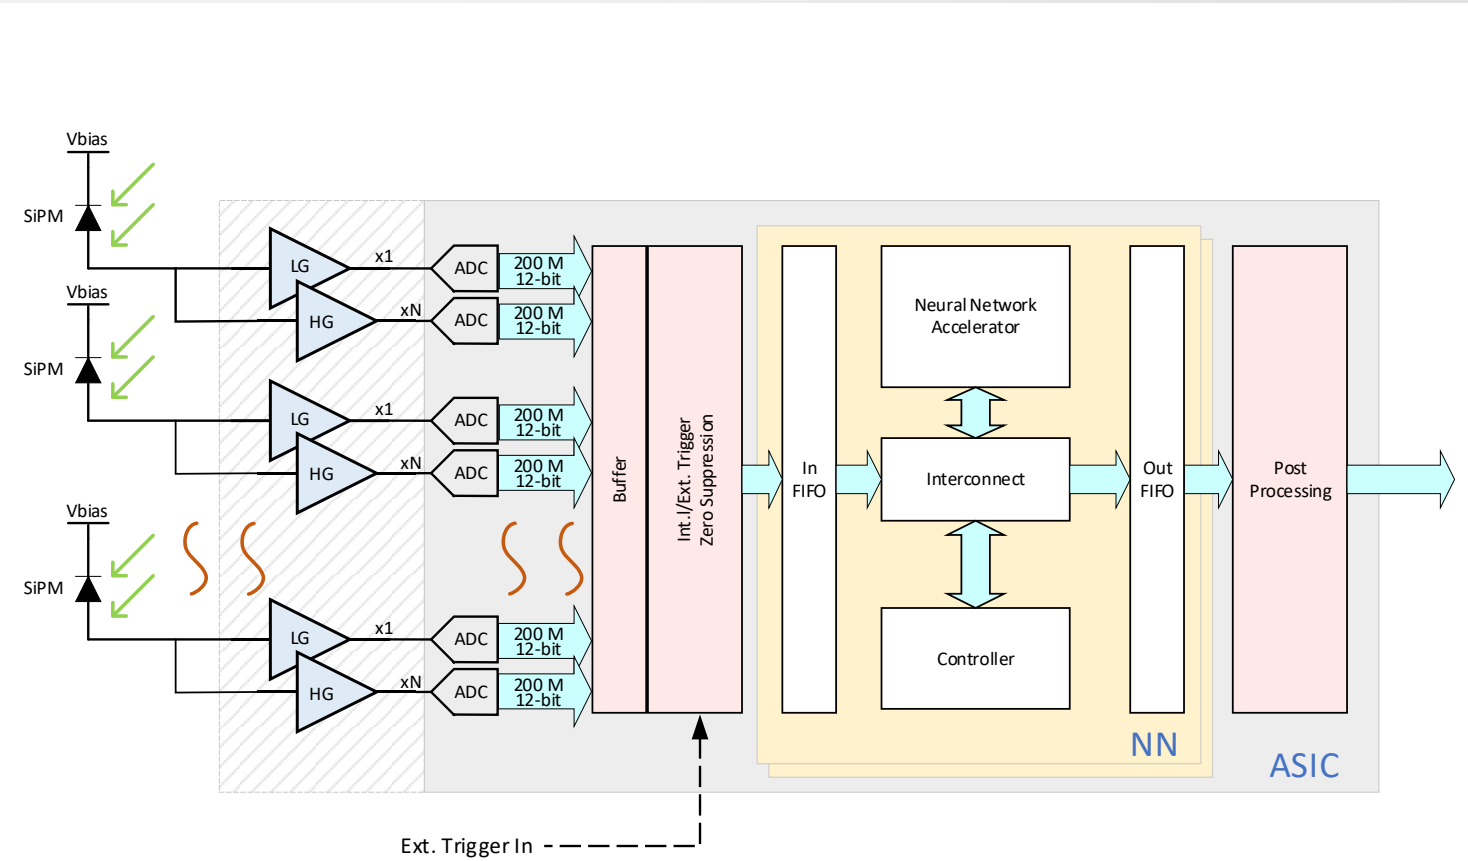 Vbias
SiPM
LG
x1
ADC
200 M
12-bit
HG
xN
ADC
200 M
12-bit
Vbias
SiPM
LG
x1
ADC
200 M
12-bit
HG
xN
ADC
200 M
12-bit
Vbias
SiPM
LG
x1
ADC
200 M
12-bit
HG
xN
ADC
200 M
12-bit
Buffer
Int.I/Ext. Trigger
Zero Suppression
In
FIFO
Neural Network
Accelerator
Interconnect
Controller
Out
FIFO
NN
Post
Processing
ASIC
Ext. Trigger In